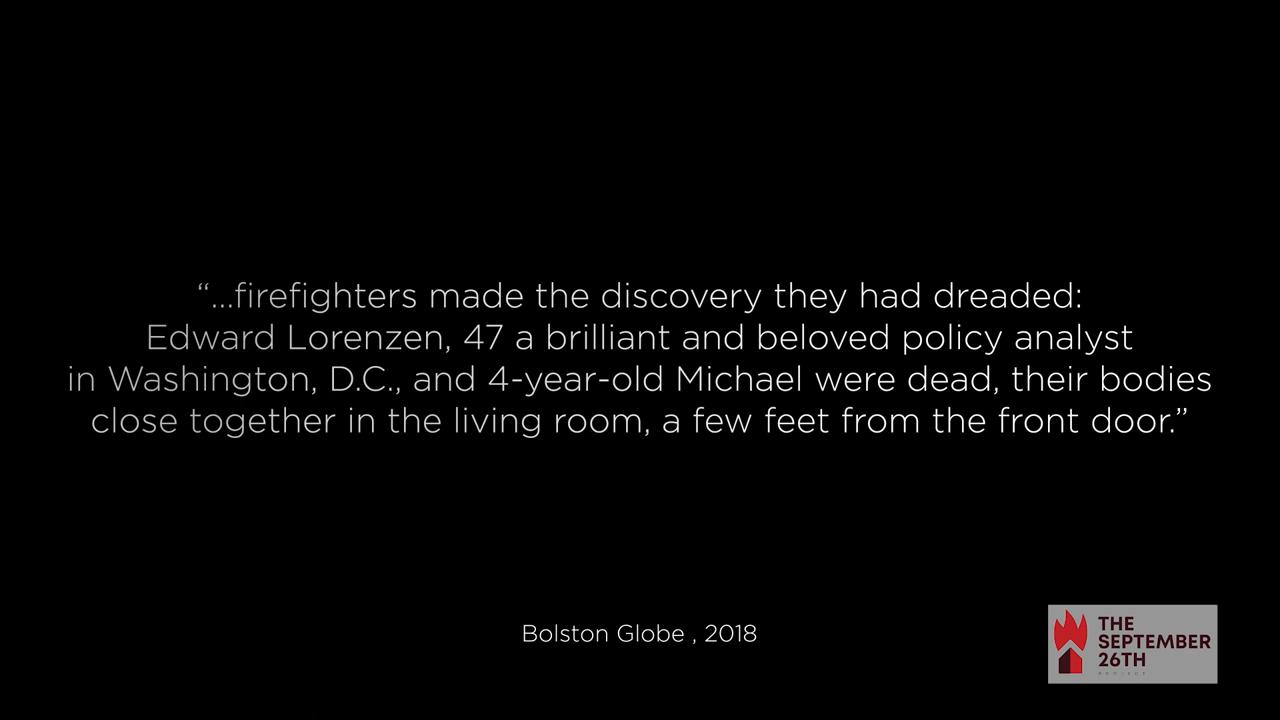 “...firefighters made the discovery they had dreaded:
Edward Lorenzen, 47 a brilliant and beloved policy analyst
in Washington, D.C., and 4-year-old Michael were dead, their bodies
close together in the living room, a few feet from the front door.”
Bolston Globe , 2018
THE
SEPTEMBER
26TH
PROJECT